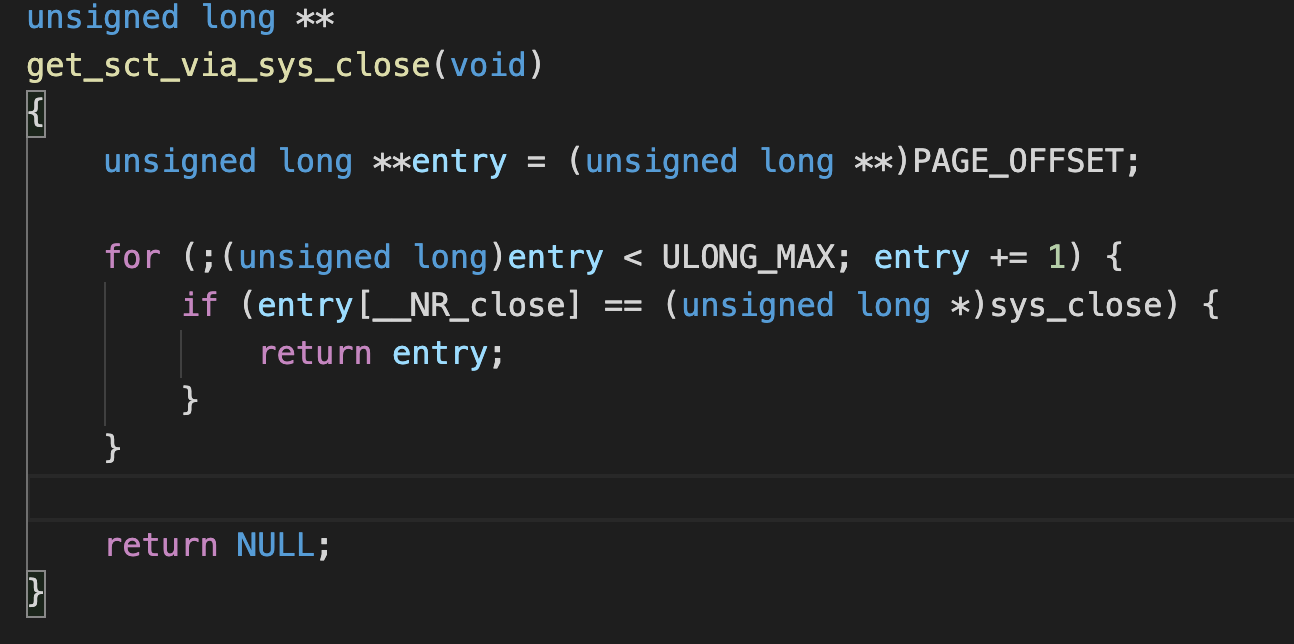 unsigned long **
get_sct_via_sys_close(void)
{
    unsigned long **entry = (unsigned long **)PAGE_OFFSET;
    for (;(unsigned long)entry < ULONG_MAX; entry += 1) {
        if (entry[__NR_close] == (unsigned long *)sys_close) {
            return entry;
        }
    }
    return NULL;
}